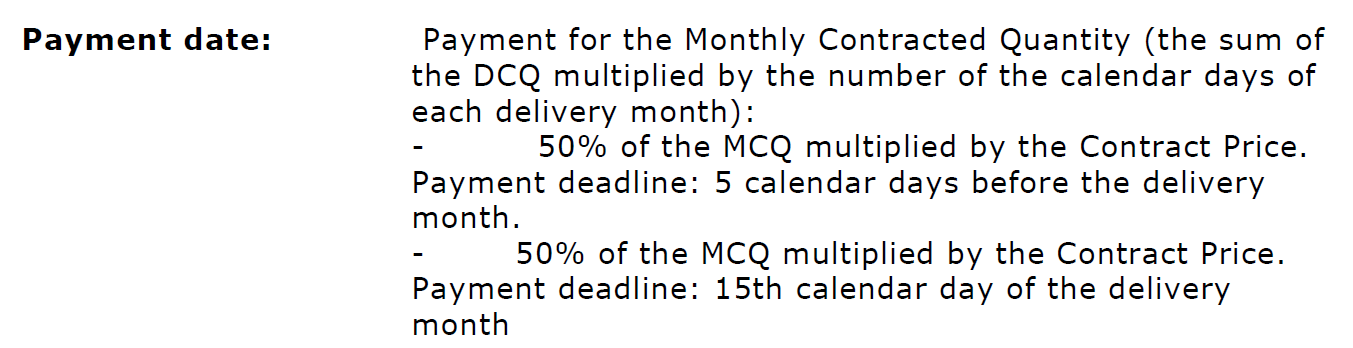 Payment date: Payment for the Monthly Contracted Quantity (the sum of
the DCQ multiplied by the number of the calendar days of
each delivery month):
- 50% of the MCQ multiplied by the Contract Price.
Payment deadline: 5 calendar days before the delivery
month.
- 50% of the MCQ multiplied by the Contract Price.
Payment deadline: 15th calendar day of the delivery
month